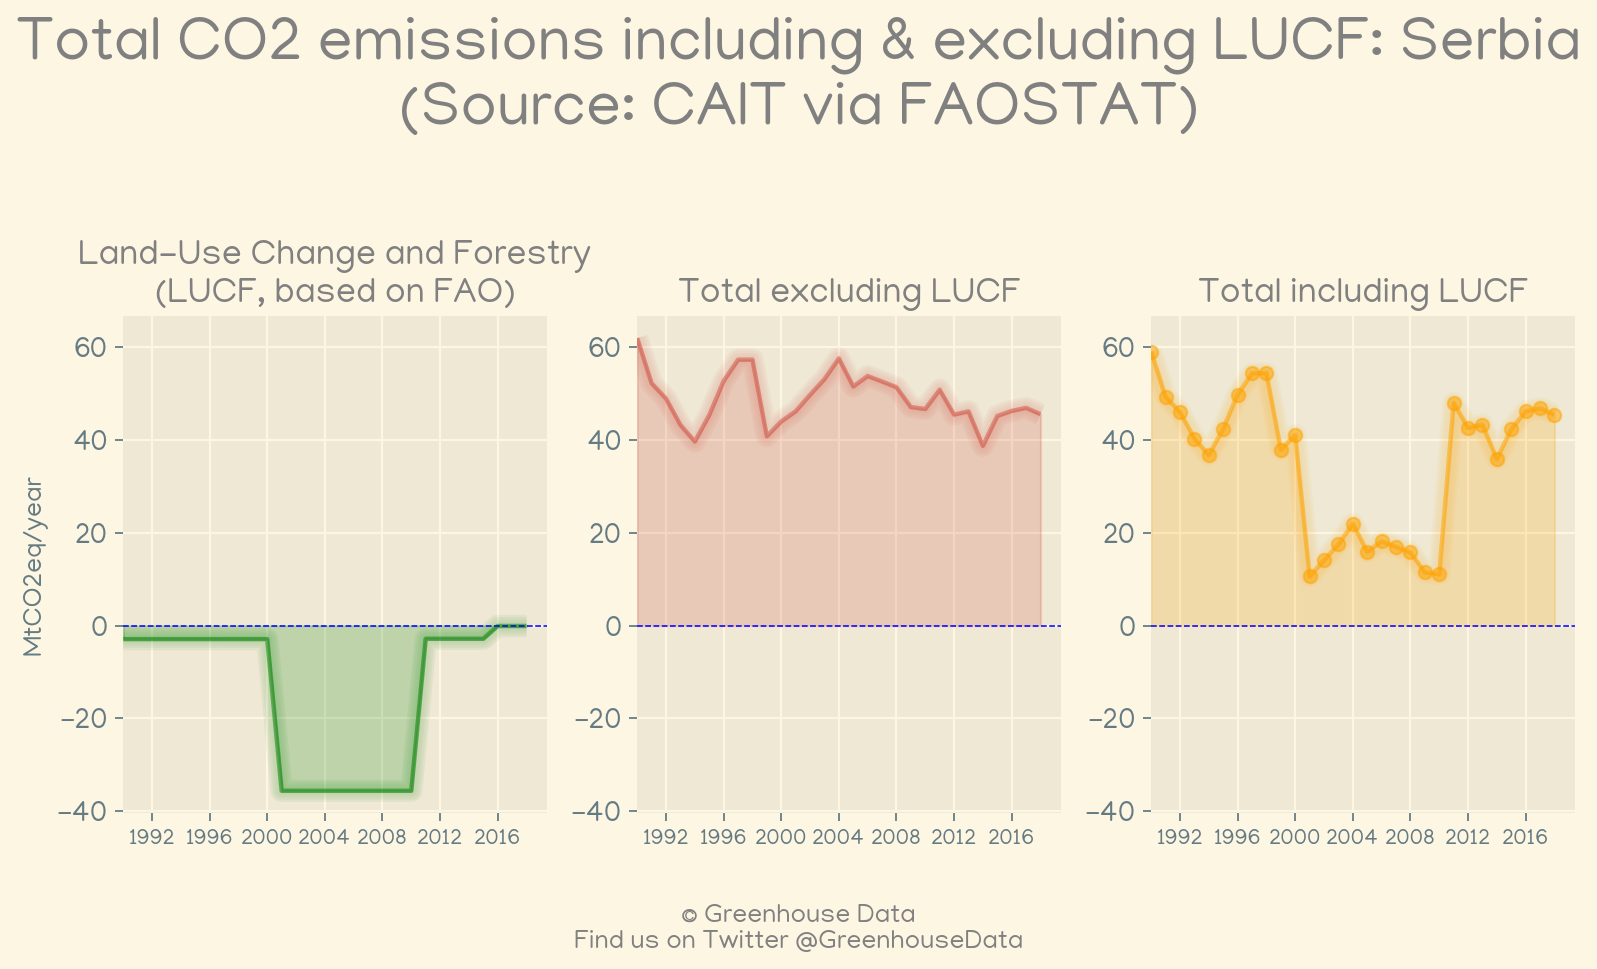 Total CO2 emissions including & excluding LUCF: Serbia
(Source: CAIT via FAOSTAT)
Land-Use Change and Forestry
(LUCF, based on FAO)
Total excluding LUCF
Total including LUCF
MtCO2eq/year
60
40
20
0
−20
−40
1992 1996 2000 2004 2008 2012 2016
60
40
20
0
−20
−40
1992 1996 2000 2004 2008 2012 2016
60
40
20
0
−20
−40
1992 1996 2000 2004 2008 2012 2016
© Greenhouse Data
Find us on Twitter @GreenhouseData